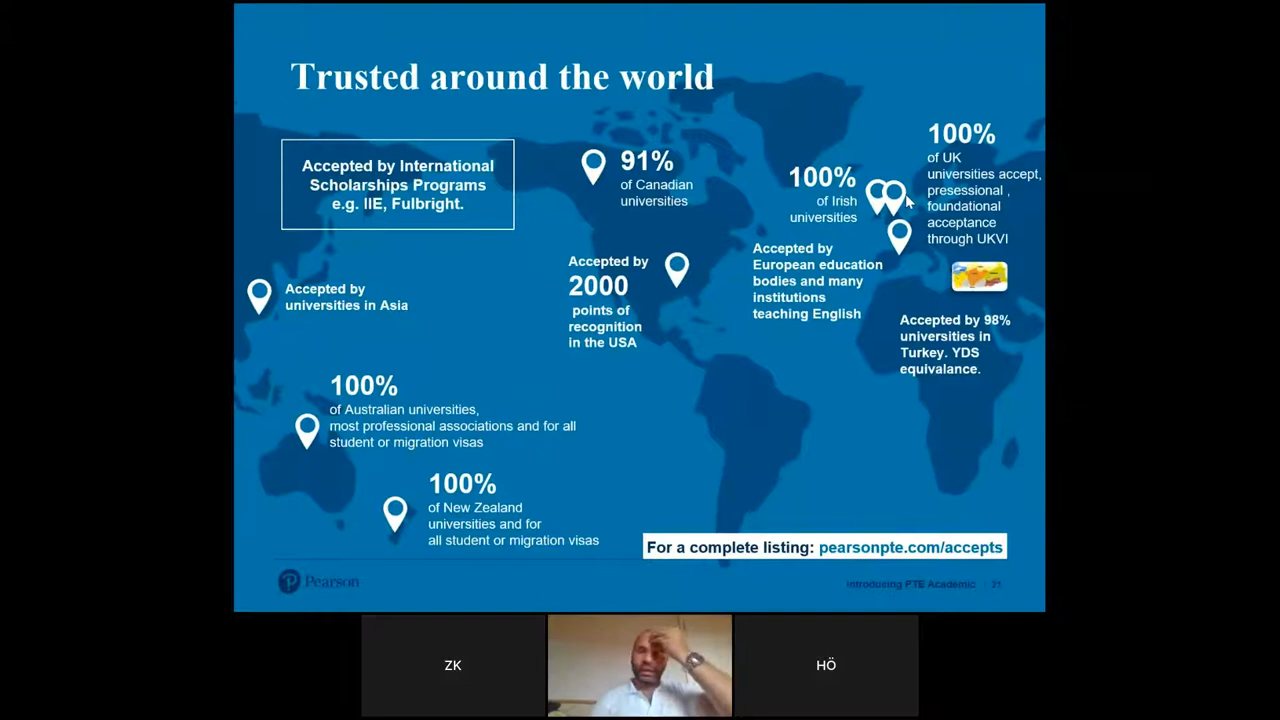 Trusted around the world
Accepted by International
Scholarships Programs
e.g. IIE, Fulbright.
91%
of Canadian
universities
100%
of Irish
universities
100%
of UK
universities accept,
presessional ,
foundational
acceptance
through UKVI
Accepted by
universities in Asia
Accepted by
2000
points of
recognition
in the USA
Accepted by
European education
bodies and many
institutions
teaching English
Accepted by 98%
universities in
Turkey. YDS
equivalance.
100%
of Australian universities,
most professional associations and for all
student or migration visas
100%
of New Zealand
universities and for
all student or migration visas
For a complete listing: pearsonpte.com/accepts
Pearson
Introducing PTE Academic | 21
ZK
HÖ